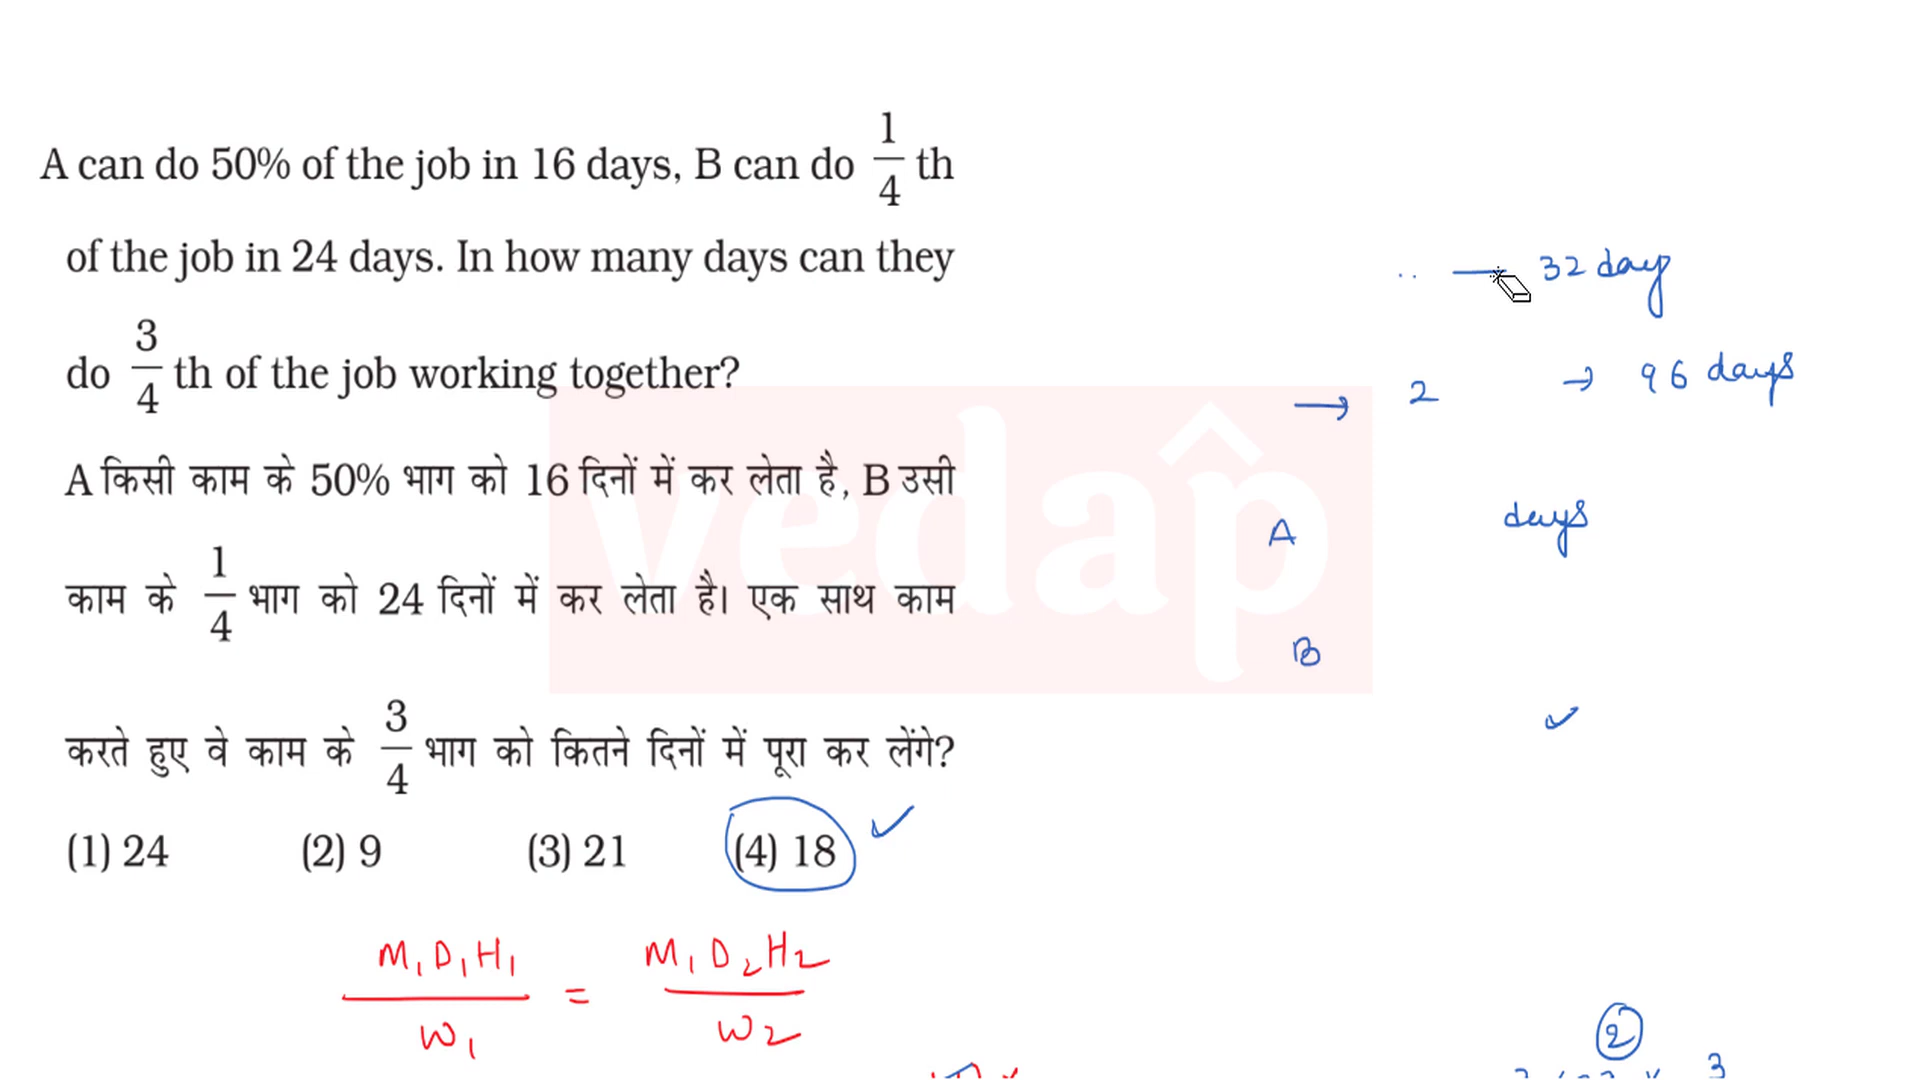 A can do 50% of the job in 16 days, B can do 1/4 th
of the job in 24 days. In how many days can they
do 3/4 th of the job working together?
A किसी काम के 50% भाग को 16 दिनों में कर लेता है, B उसी
काम के 1/4 भाग को 24 दिनों में कर लेता है। एक साथ काम
करते हुए वे काम के 3/4 भाग को कितने दिनों में पूरा कर लेंगे?
(1) 24 (2) 9 (3) 21 (4) 18 ✓
M₁D₁H₁/W₁ = M₁D₂H₂/W₂
— 32 day
→ 2 → 96 days
A days
B
✓
2
3
vedaप